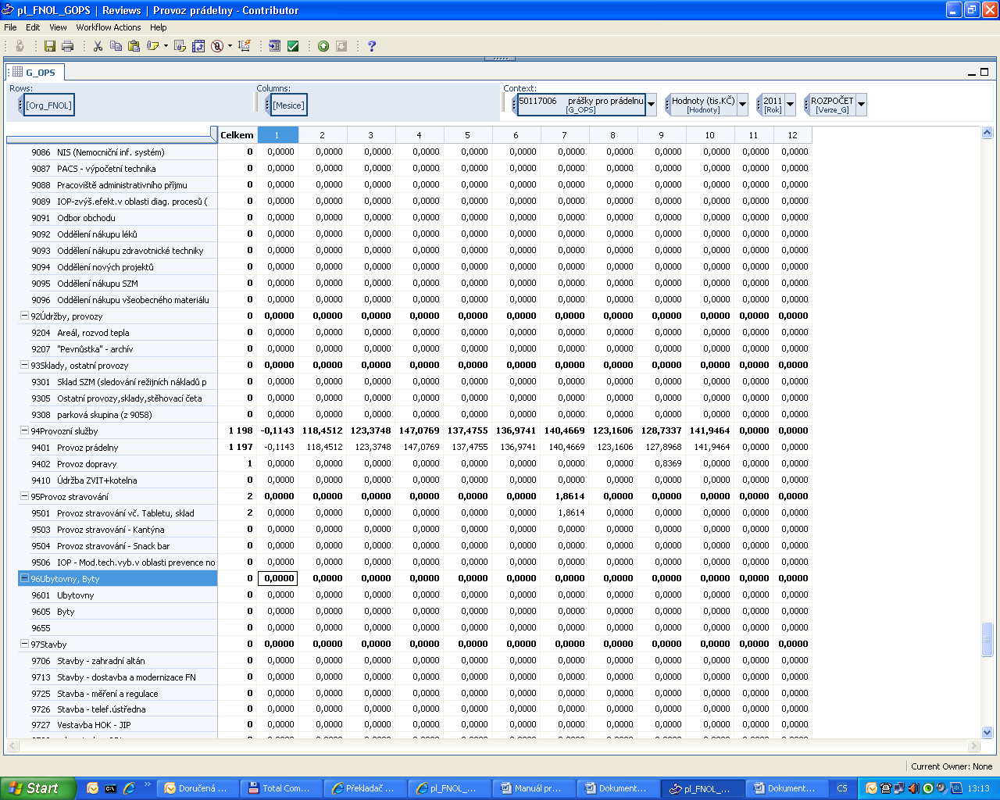 pl_FNOL_GOPS | Reviews | Provoz prádelny - Contributor
File Edit View Workflow Actions Help
G_OPS
Rows: Columns: Context:
[Org_FNOL] [Mesice] 50117006 prášky pro prádelnu [G_OPS] Hodnoty (tis.KČ) [Hodnoty] 2011 [Rok] ROZPOČET [Verze_G]
Celkem 1 2 3 4 5 6 7 8 9 10 11 12
9086 NIS (Nemocniční inf. systém) 0 0,0000 0,0000 0,0000 0,0000 0,0000 0,0000 0,0000 0,0000 0,0000 0,0000 0,0000 0,0000
9087 PACS - výpočetní technika 0 0,0000 0,0000 0,0000 0,0000 0,0000 0,0000 0,0000 0,0000 0,0000 0,0000 0,0000 0,0000
9088 Pracoviště administrativního příjmu 0 0,0000 0,0000 0,0000 0,0000 0,0000 0,0000 0,0000 0,0000 0,0000 0,0000 0,0000 0,0000
9089 IOP-zvýš.efekt.v oblasti diag. procesů ( 0 0,0000 0,0000 0,0000 0,0000 0,0000 0,0000 0,0000 0,0000 0,0000 0,0000 0,0000 0,0000
9091 Odbor obchodu 0 0,0000 0,0000 0,0000 0,0000 0,0000 0,0000 0,0000 0,0000 0,0000 0,0000 0,0000 0,0000
9092 Oddělení nákupu léků 0 0,0000 0,0000 0,0000 0,0000 0,0000 0,0000 0,0000 0,0000 0,0000 0,0000 0,0000 0,0000
9093 Oddělení nákupu zdravotnické techniky 0 0,0000 0,0000 0,0000 0,0000 0,0000 0,0000 0,0000 0,0000 0,0000 0,0000 0,0000 0,0000
9094 Oddělení nových projektů 0 0,0000 0,0000 0,0000 0,0000 0,0000 0,0000 0,0000 0,0000 0,0000 0,0000 0,0000 0,0000
9095 Oddělení nákupu SZM 0 0,0000 0,0000 0,0000 0,0000 0,0000 0,0000 0,0000 0,0000 0,0000 0,0000 0,0000 0,0000
9096 Oddělení nákupu všeobecného materiálu 0 0,0000 0,0000 0,0000 0,0000 0,0000 0,0000 0,0000 0,0000 0,0000 0,0000 0,0000 0,0000
92Údržby, provozy 0 0,0000 0,0000 0,0000 0,0000 0,0000 0,0000 0,0000 0,0000 0,0000 0,0000 0,0000 0,0000
9204 Areál, rozvod tepla 0 0,0000 0,0000 0,0000 0,0000 0,0000 0,0000 0,0000 0,0000 0,0000 0,0000 0,0000 0,0000
9207 "Pevnůstka" - archív 0 0,0000 0,0000 0,0000 0,0000 0,0000 0,0000 0,0000 0,0000 0,0000 0,0000 0,0000 0,0000
93Sklady, ostatní provozy 0 0,0000 0,0000 0,0000 0,0000 0,0000 0,0000 0,0000 0,0000 0,0000 0,0000 0,0000 0,0000
9301 Sklad SZM (sledování režijních nákladů p 0 0,0000 0,0000 0,0000 0,0000 0,0000 0,0000 0,0000 0,0000 0,0000 0,0000 0,0000 0,0000
9305 Ostatní provozy,sklady,stěhovací četa 0 0,0000 0,0000 0,0000 0,0000 0,0000 0,0000 0,0000 0,0000 0,0000 0,0000 0,0000 0,0000
9308 parková skupina (z 9058) 0 0,0000 0,0000 0,0000 0,0000 0,0000 0,0000 0,0000 0,0000 0,0000 0,0000 0,0000 0,0000
94Provozní služby 1 198 -0,1143 118,4512 123,3748 147,0769 137,4755 136,9741 140,4669 123,1606 128,7337 141,9464 0,0000 0,0000
9401 Provoz prádelny 1 197 -0,1143 118,4512 123,3748 147,0769 137,4755 136,9741 140,4669 123,1606 127,8968 141,9464 0,0000 0,0000
9402 Provoz dopravy 1 0,0000 0,0000 0,0000 0,0000 0,0000 0,0000 0,0000 0,0000 0,8369 0,0000 0,0000 0,0000
9410 Údržba ZVIT+kotelna 0 0,0000 0,0000 0,0000 0,0000 0,0000 0,0000 0,0000 0,0000 0,0000 0,0000 0,0000 0,0000
95Provoz stravování 2 0,0000 0,0000 0,0000 0,0000 0,0000 0,0000 1,8614 0,0000 0,0000 0,0000 0,0000 0,0000
9501 Provoz stravování vč. Tabletu, sklad 2 0,0000 0,0000 0,0000 0,0000 0,0000 0,0000 1,8614 0,0000 0,0000 0,0000 0,0000 0,0000
9503 Provoz stravování - Kantýna 0 0,0000 0,0000 0,0000 0,0000 0,0000 0,0000 0,0000 0,0000 0,0000 0,0000 0,0000 0,0000
9504 Provoz stravování - Snack bar 0 0,0000 0,0000 0,0000 0,0000 0,0000 0,0000 0,0000 0,0000 0,0000 0,0000 0,0000 0,0000
9506 IOP - Mod.tech.vyb.v oblasti prevence no 0 0,0000 0,0000 0,0000 0,0000 0,0000 0,0000 0,0000 0,0000 0,0000 0,0000 0,0000 0,0000
96Ubytovny, Byty 0 0,0000 0,0000 0,0000 0,0000 0,0000 0,0000 0,0000 0,0000 0,0000 0,0000 0,0000 0,0000
9601 Ubytovny 0 0,0000 0,0000 0,0000 0,0000 0,0000 0,0000 0,0000 0,0000 0,0000 0,0000 0,0000 0,0000
9605 Byty 0 0,0000 0,0000 0,0000 0,0000 0,0000 0,0000 0,0000 0,0000 0,0000 0,0000 0,0000 0,0000
9655 0 0,0000 0,0000 0,0000 0,0000 0,0000 0,0000 0,0000 0,0000 0,0000 0,0000 0,0000 0,0000
97Stavby 0 0,0000 0,0000 0,0000 0,0000 0,0000 0,0000 0,0000 0,0000 0,0000 0,0000 0,0000 0,0000
9706 Stavby - zahradní altán 0 0,0000 0,0000 0,0000 0,0000 0,0000 0,0000 0,0000 0,0000 0,0000 0,0000 0,0000 0,0000
9713 Stavby - dostavba a modernizace FN 0 0,0000 0,0000 0,0000 0,0000 0,0000 0,0000 0,0000 0,0000 0,0000 0,0000 0,0000 0,0000
9725 Stavba - měření a regulace 0 0,0000 0,0000 0,0000 0,0000 0,0000 0,0000 0,0000 0,0000 0,0000 0,0000 0,0000 0,0000
9726 Stavba - telef.ústředna 0 0,0000 0,0000 0,0000 0,0000 0,0000 0,0000 0,0000 0,0000 0,0000 0,0000 0,0000 0,0000
9727 Vestavba HOK - JIP 0 0,0000 0,0000 0,0000 0,0000 0,0000 0,0000 0,0000 0,0000 0,0000 0,0000 0,0000 0,0000
Current Owner: None
Start Doručená ... Total Com... Překladač ... pl_FNOL_... Manuál pr... Dokument... pl_FNOL_... Dokument... CS 13:13